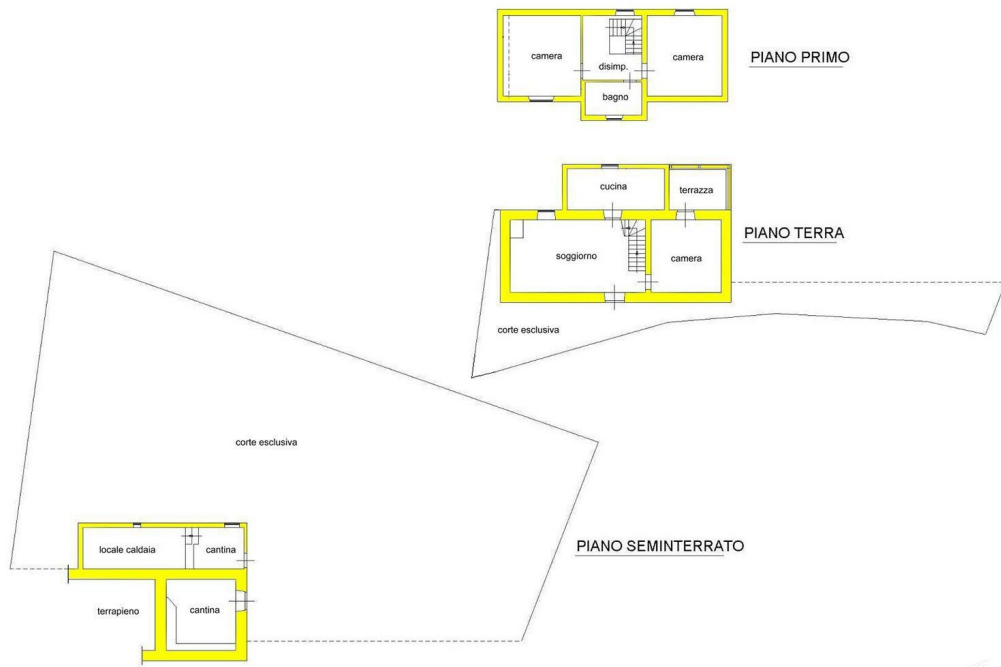 camera
disimp.
camera
bagno
PIANO PRIMO
cucina
terrazza
soggiorno
camera
PIANO TERRA
corte esclusiva
corte esclusiva
locale caldaia
cantina
PIANO SEMINTERRATO
terrapieno
cantina